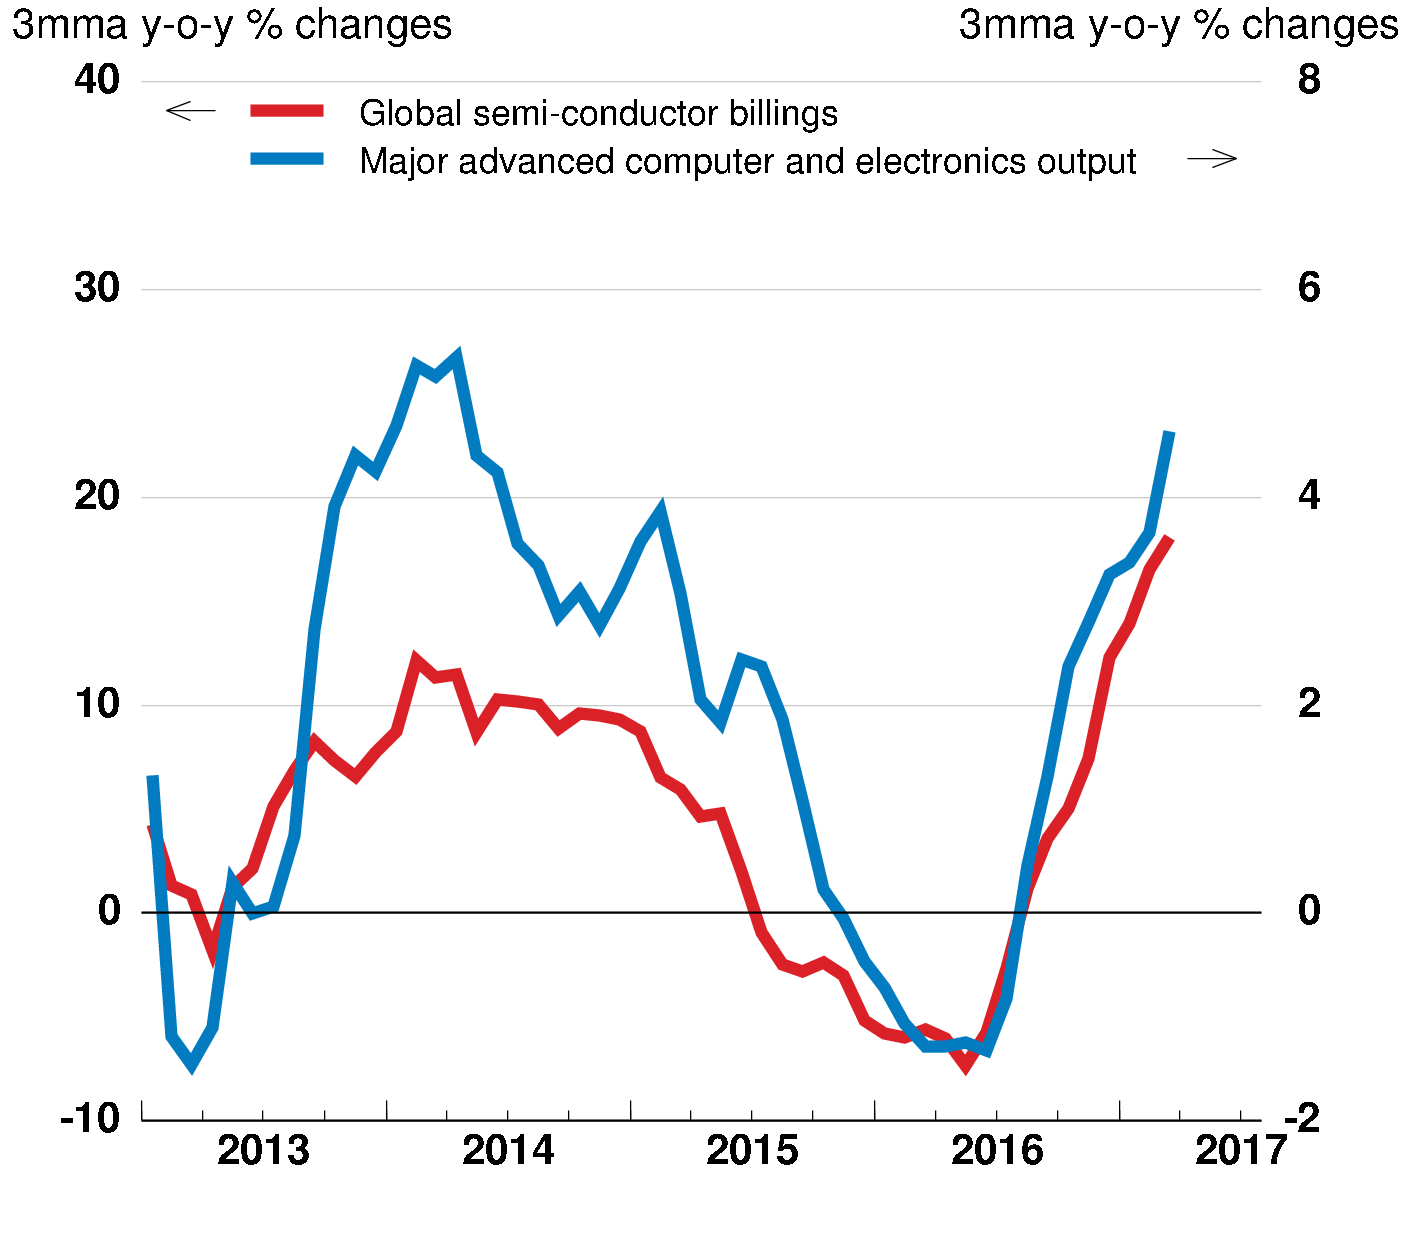 3mma y-o-y % changes 3mma y-o-y % changes
40 8
Global semi-conductor billings
Major advanced computer and electronics output
30 6
20 4
10 2
0 0
-10 -2
2013 2014 2015 2016 2017